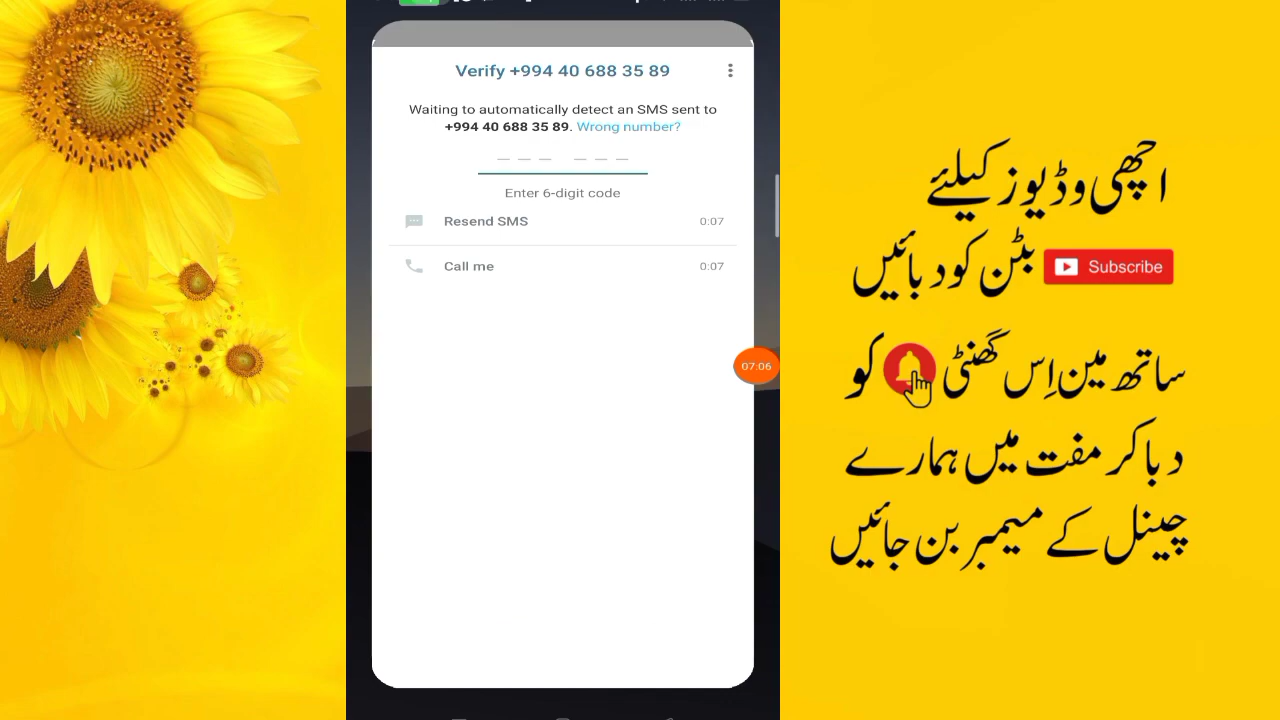 Verify +994 40 688 35 89
Waiting to automatically detect an SMS sent to
+994 40 688 35 89. Wrong number?
Enter 6-digit code
Resend SMS 0:07
Call me 0:07
07:06
اچھی وڈیوز کیلئے
بٹن کو دبائیں Subscribe
ساتھ مین اِس گھنٹی کو
دبا کر مفت میں ہمارے
چینل کے میمبر بن جائیں